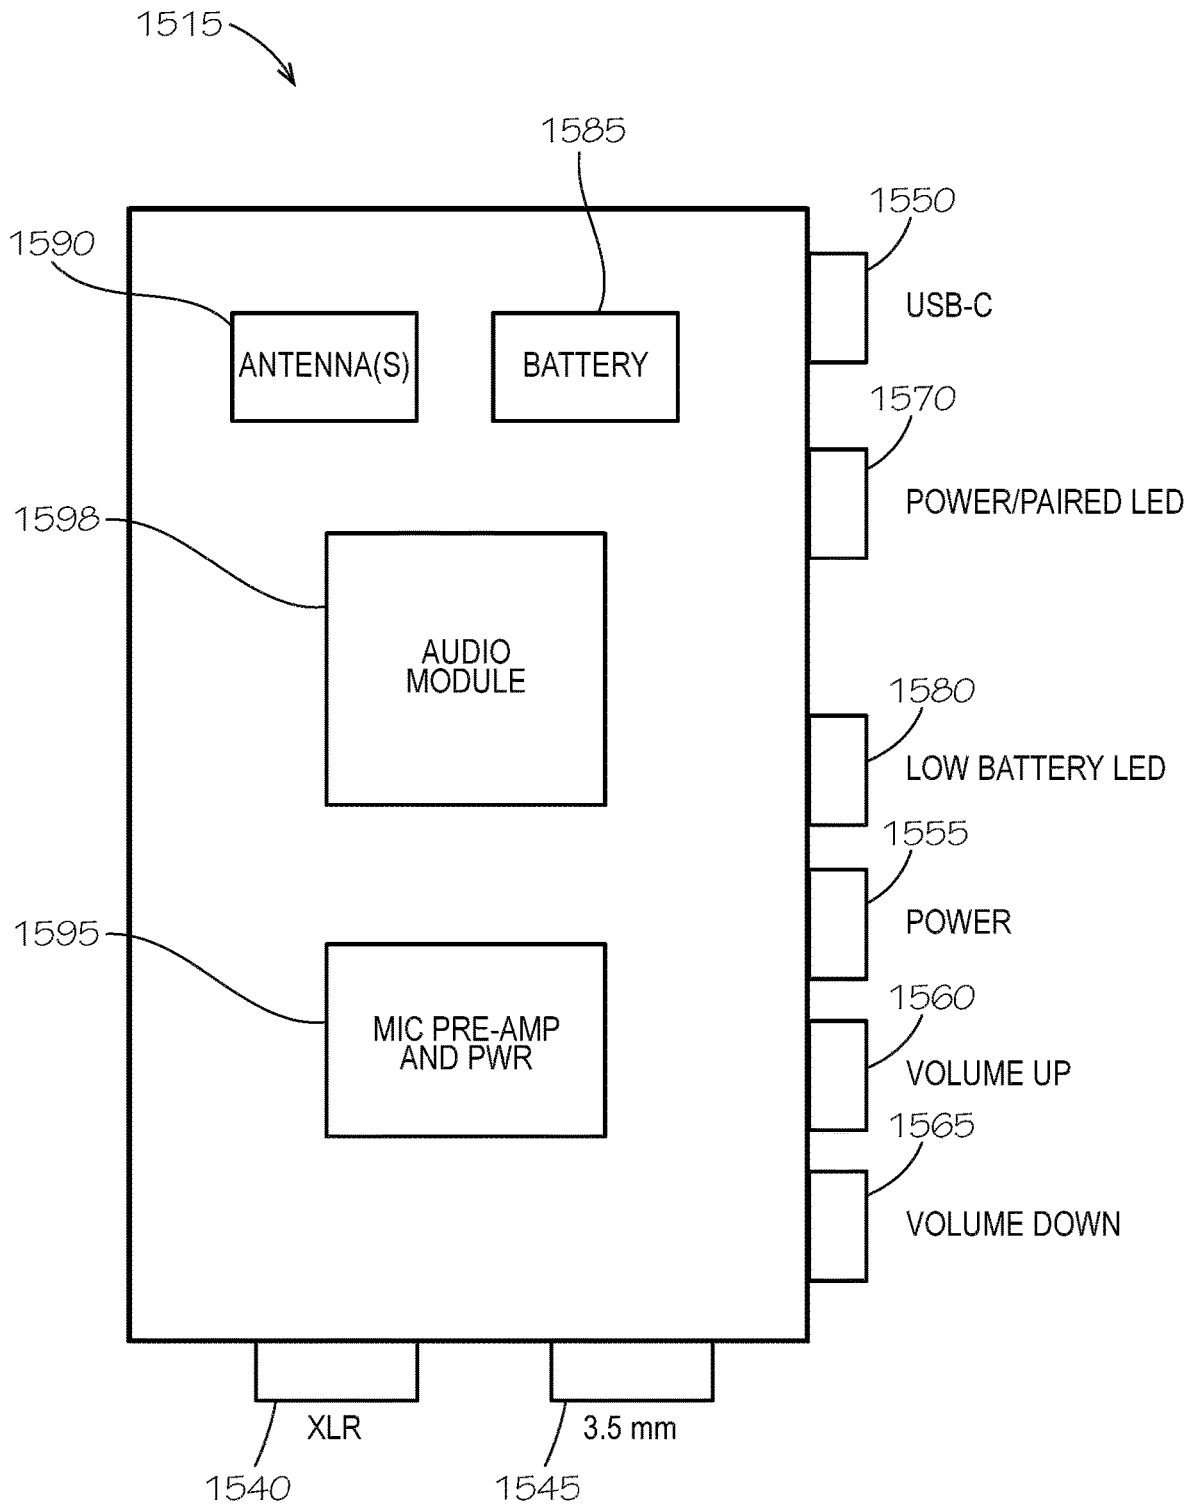 1515
1585
1550
1590
USB-C
ANTENNA(S)
BATTERY
1570
POWER/PAIRED LED
1598
AUDIO
MODULE
1580
LOW BATTERY LED
1555
POWER
1595
1560
MIC PRE-AMP
AND PWR
VOLUME UP
1565
VOLUME DOWN
XLR
3.5 mm
1540
1545